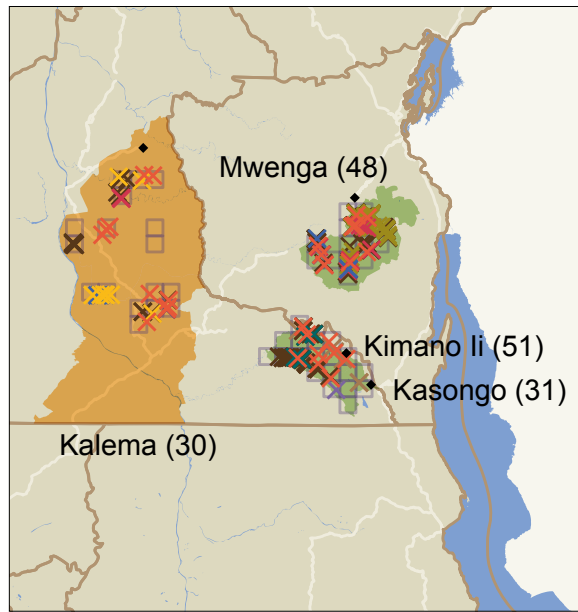 Mwenga (48)
Kimano Ii (51)
Kasongo (31)
Kalema (30)